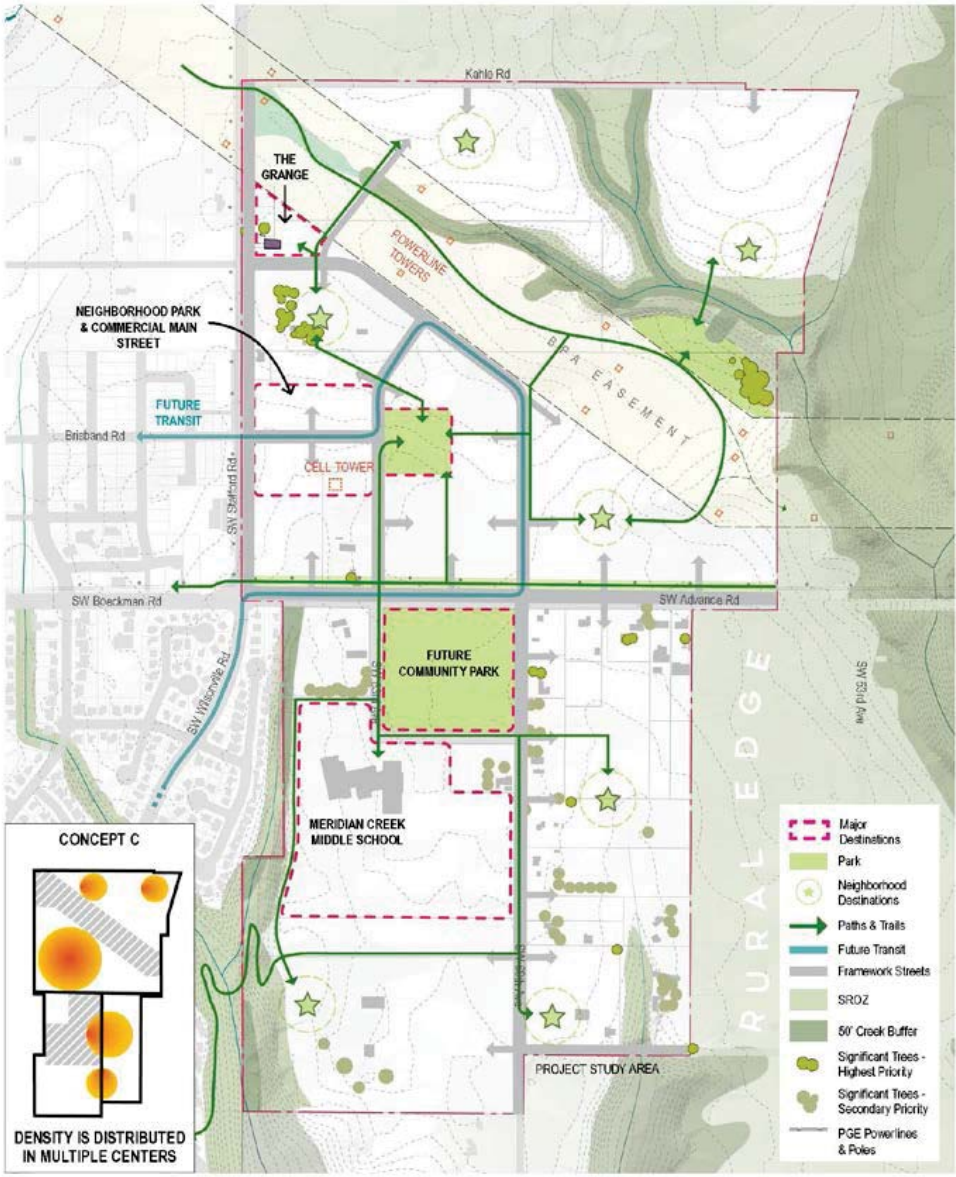 Kahle Rd
THE
GRANGE
POWERLINE
TOWERS
NEIGHBORHOOD PARK
& COMMERCIAL MAIN
STREET
BPA EASEMENT
FUTURE
TRANSIT
Brisband Rd
CELL TOWER
SW Stafford Rd
SW Boeckman Rd
SW Advance Rd
FUTURE
COMMUNITY PARK
SW Wilsonville Rd
SW 53rd Ave
RURAL EDGE
MERIDIAN CREEK
MIDDLE SCHOOL
PROJECT STUDY AREA
CONCEPT C
DENSITY IS DISTRIBUTED
IN MULTIPLE CENTERS
Major
Destinations
Park
Neighborhood
Destinations
Paths & Trails
Future Transit
Framework Streets
SROZ
50' Creek Buffer
Significant Trees -
Highest Priority
Significant Trees -
Secondary Priority
PGE Powerlines
& Poles